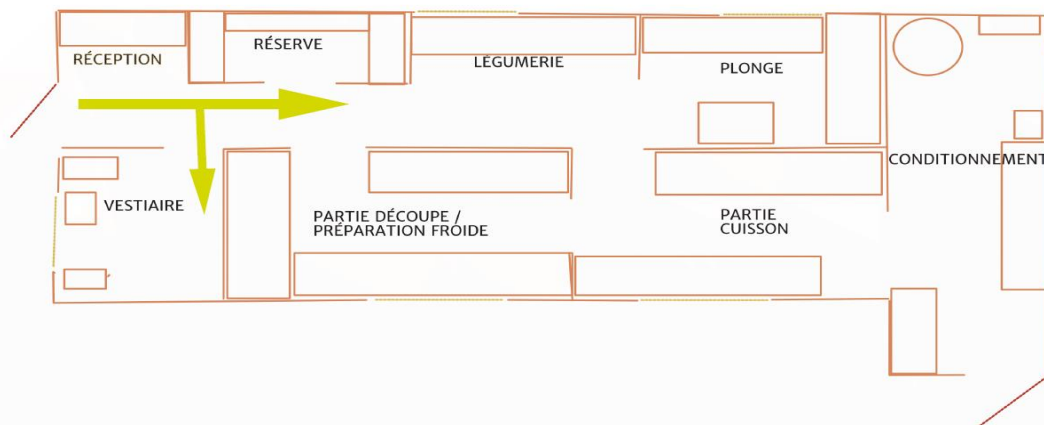 RÉCEPTION
RÉSERVE
LÉGUMERIE
PLONGE
CONDITIONNEMENT
VESTIAIRE
PARTIE DÉCOUPE /
PRÉPARATION FROIDE
PARTIE
CUISSON